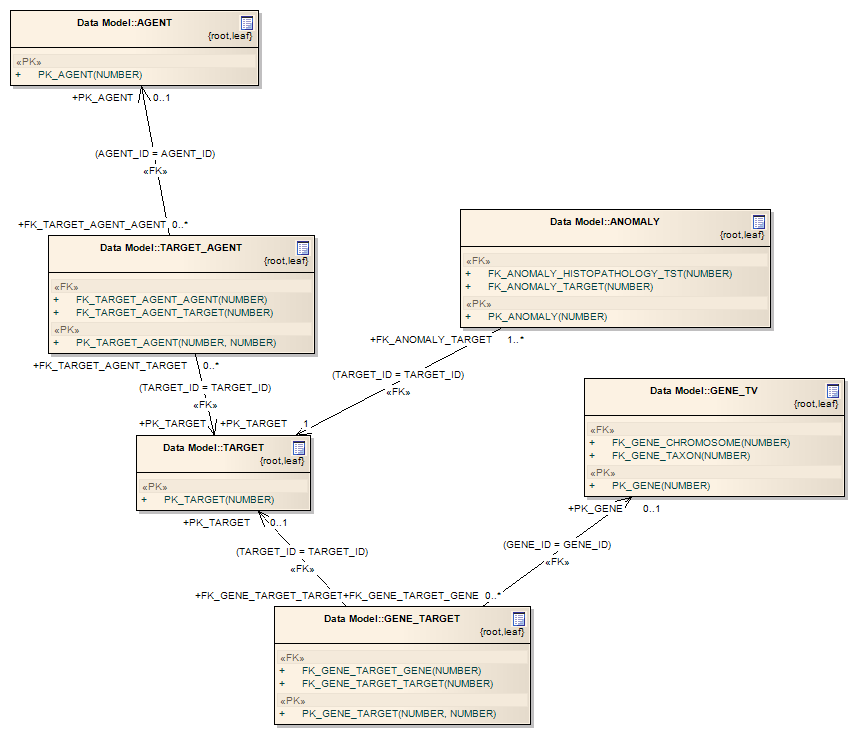 Data Model::AGENT
{root,leaf}
«PK»
+ PK_AGENT(NUMBER)
+PK_AGENT 0..1
(AGENT_ID = AGENT_ID)
«FK»
+FK_TARGET_AGENT_AGENT 0..*
Data Model::TARGET_AGENT
{root,leaf}
«FK»
+ FK_TARGET_AGENT_AGENT(NUMBER)
+ FK_TARGET_AGENT_TARGET(NUMBER)
«PK»
+ PK_TARGET_AGENT(NUMBER, NUMBER)
+FK_TARGET_AGENT_TARGET 0..*
(TARGET_ID = TARGET_ID)
«FK»
+PK_TARGET
Data Model::ANOMALY
{root,leaf}
«FK»
+ FK_ANOMALY_HISTOPATHOLOGY_TST(NUMBER)
+ FK_ANOMALY_TARGET(NUMBER)
«PK»
+ PK_ANOMALY(NUMBER)
+FK_ANOMALY_TARGET 1..*
(TARGET_ID = TARGET_ID)
«FK»
+PK_TARGET 1
Data Model::TARGET
{root,leaf}
«PK»
+ PK_TARGET(NUMBER)
+PK_TARGET 0..1
(TARGET_ID = TARGET_ID)
«FK»
+FK_GENE_TARGET_TARGET
Data Model::GENE_TV
{root,leaf}
«FK»
+ FK_GENE_CHROMOSOME(NUMBER)
+ FK_GENE_TAXON(NUMBER)
«PK»
+ PK_GENE(NUMBER)
+PK_GENE 0..1
(GENE_ID = GENE_ID)
«FK»
+FK_GENE_TARGET_GENE 0..*
Data Model::GENE_TARGET
{root,leaf}
«FK»
+ FK_GENE_TARGET_GENE(NUMBER)
+ FK_GENE_TARGET_TARGET(NUMBER)
«PK»
+ PK_GENE_TARGET(NUMBER, NUMBER)